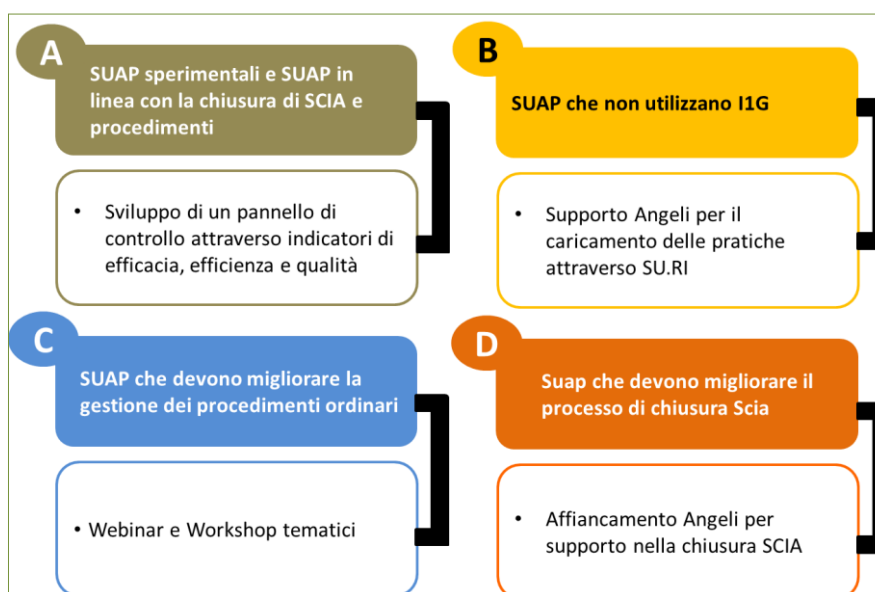 A
SUAP sperimentali e SUAP in
linea con la chiusura di SCIA e
procedimenti
• Sviluppo di un pannello di
controllo attraverso indicatori di
efficacia, efficienza e qualità
B
SUAP che non utilizzano I1G
• Supporto Angeli per il
caricamento delle pratiche
attraverso SU.RI
C
SUAP che devono migliorare la
gestione dei procedimenti ordinari
• Webinar e Workshop tematici
D
Suap che devono migliorare il
processo di chiusura Scia
• Affiancamento Angeli per
supporto nella chiusura SCIA